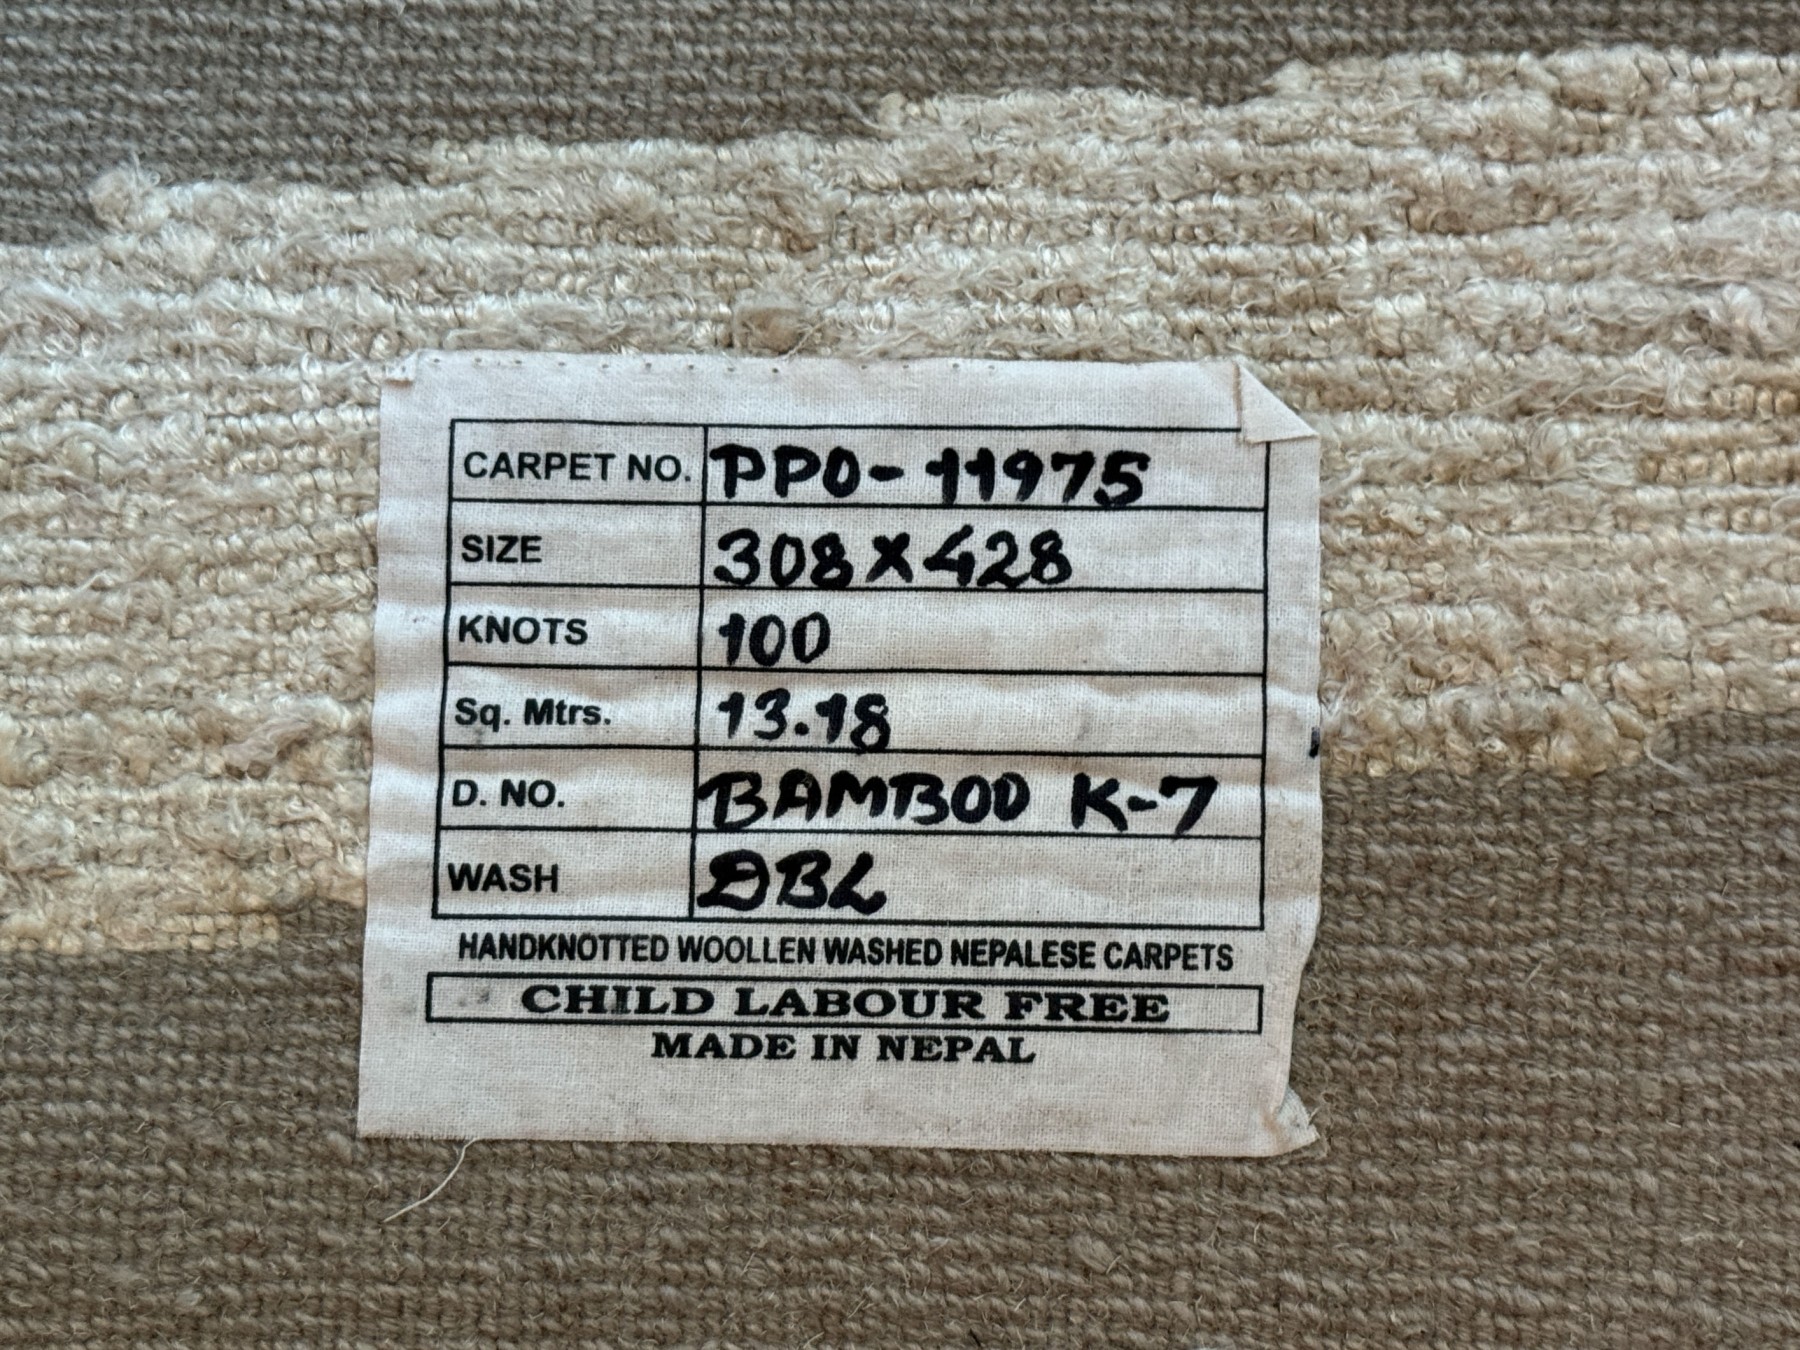 CARPET NO. PPO-11975
SIZE 308X428
KNOTS 100
Sq. Mtrs. 13.18
D. NO. BAMBOO K-7
WASH DBL
HANDKNOTTED WOOLLEN WASHED NEPALESE CARPETS
CHILD LABOUR FREE
MADE IN NEPAL